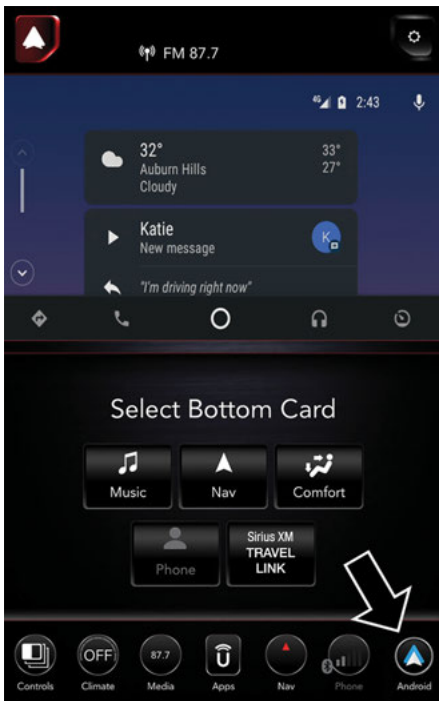 FM 87.7
4G 2:43
32° 33°
Auburn Hills 27°
Cloudy
Katie
New message
K
"I'm driving right now"
Select Bottom Card
Music Nav Comfort
Phone
Sirius XM
TRAVEL
LINK
OFF 87.7
Controls Climate Media Apps Nav Phone Android